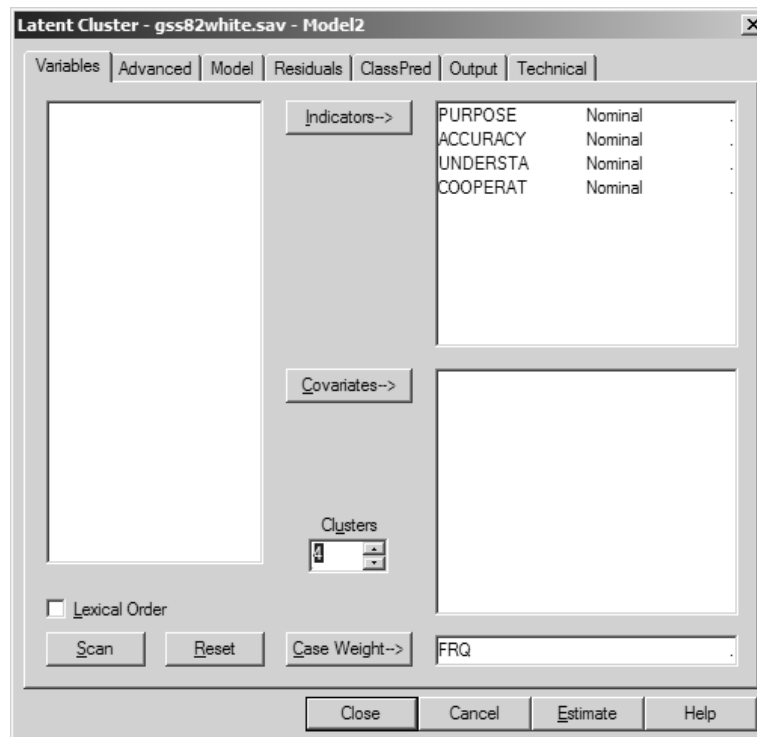 Latent Cluster - gss82white.sav - Model2
Variables Advanced Model Residuals ClassPred Output Technical
Indicators-->
PURPOSE Nominal .
ACCURACY Nominal .
UNDERSTA Nominal .
COOPERAT Nominal .
Covariates-->
Clusters
4
Lexical Order
Scan Reset Case Weight--> FRQ .
Close Cancel Estimate Help